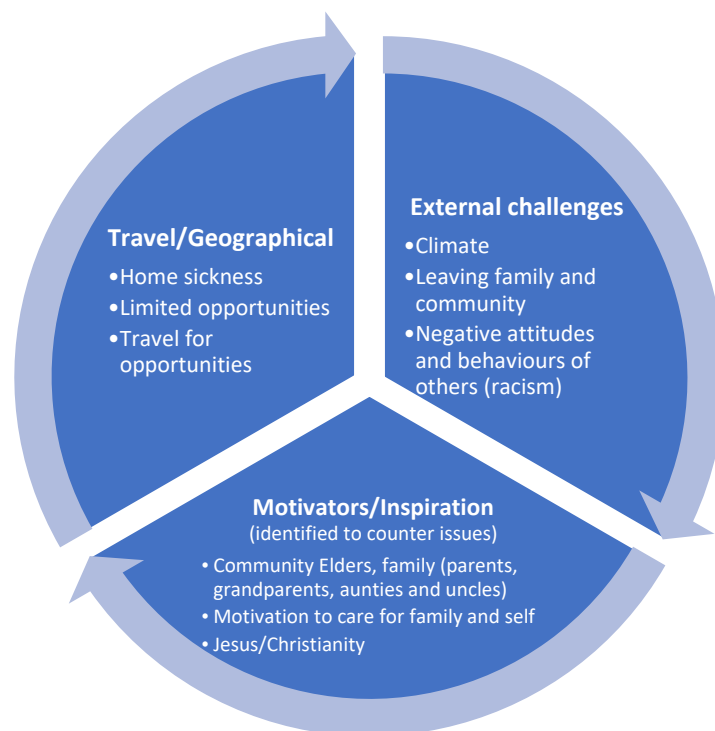 Travel/Geographical
•Home sickness
•Limited opportunities
•Travel for
opportunities
External challenges
•Climate
•Leaving family and
community
•Negative attitudes
and behaviours of
others (racism)
Motivators/Inspiration
(identified to counter issues)
• Community Elders, family (parents,
grandparents, aunties and uncles)
• Motivation to care for family and self
• Jesus/Christianity